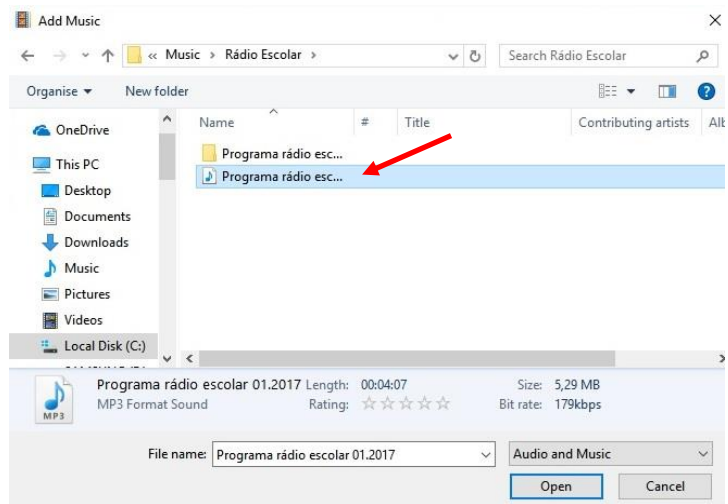 Add Music
« Music > Rádio Escolar >
Search Rádio Escolar
Organise
New folder
?
Name # Title Contributing artists Alb
OneDrive
This PC
Desktop
Documents
Downloads
Music
Pictures
Videos
Local Disk (C:)
Programa rádio esc...
Programa rádio esc...
MP3
Programa rádio escolar 01.2017 Length: 00:04:07 Size: 5,29 MB
MP3 Format Sound Rating: Bit rate: 179kbps
File name: Programa rádio escolar 01.2017 Audio and Music
Open Cancel